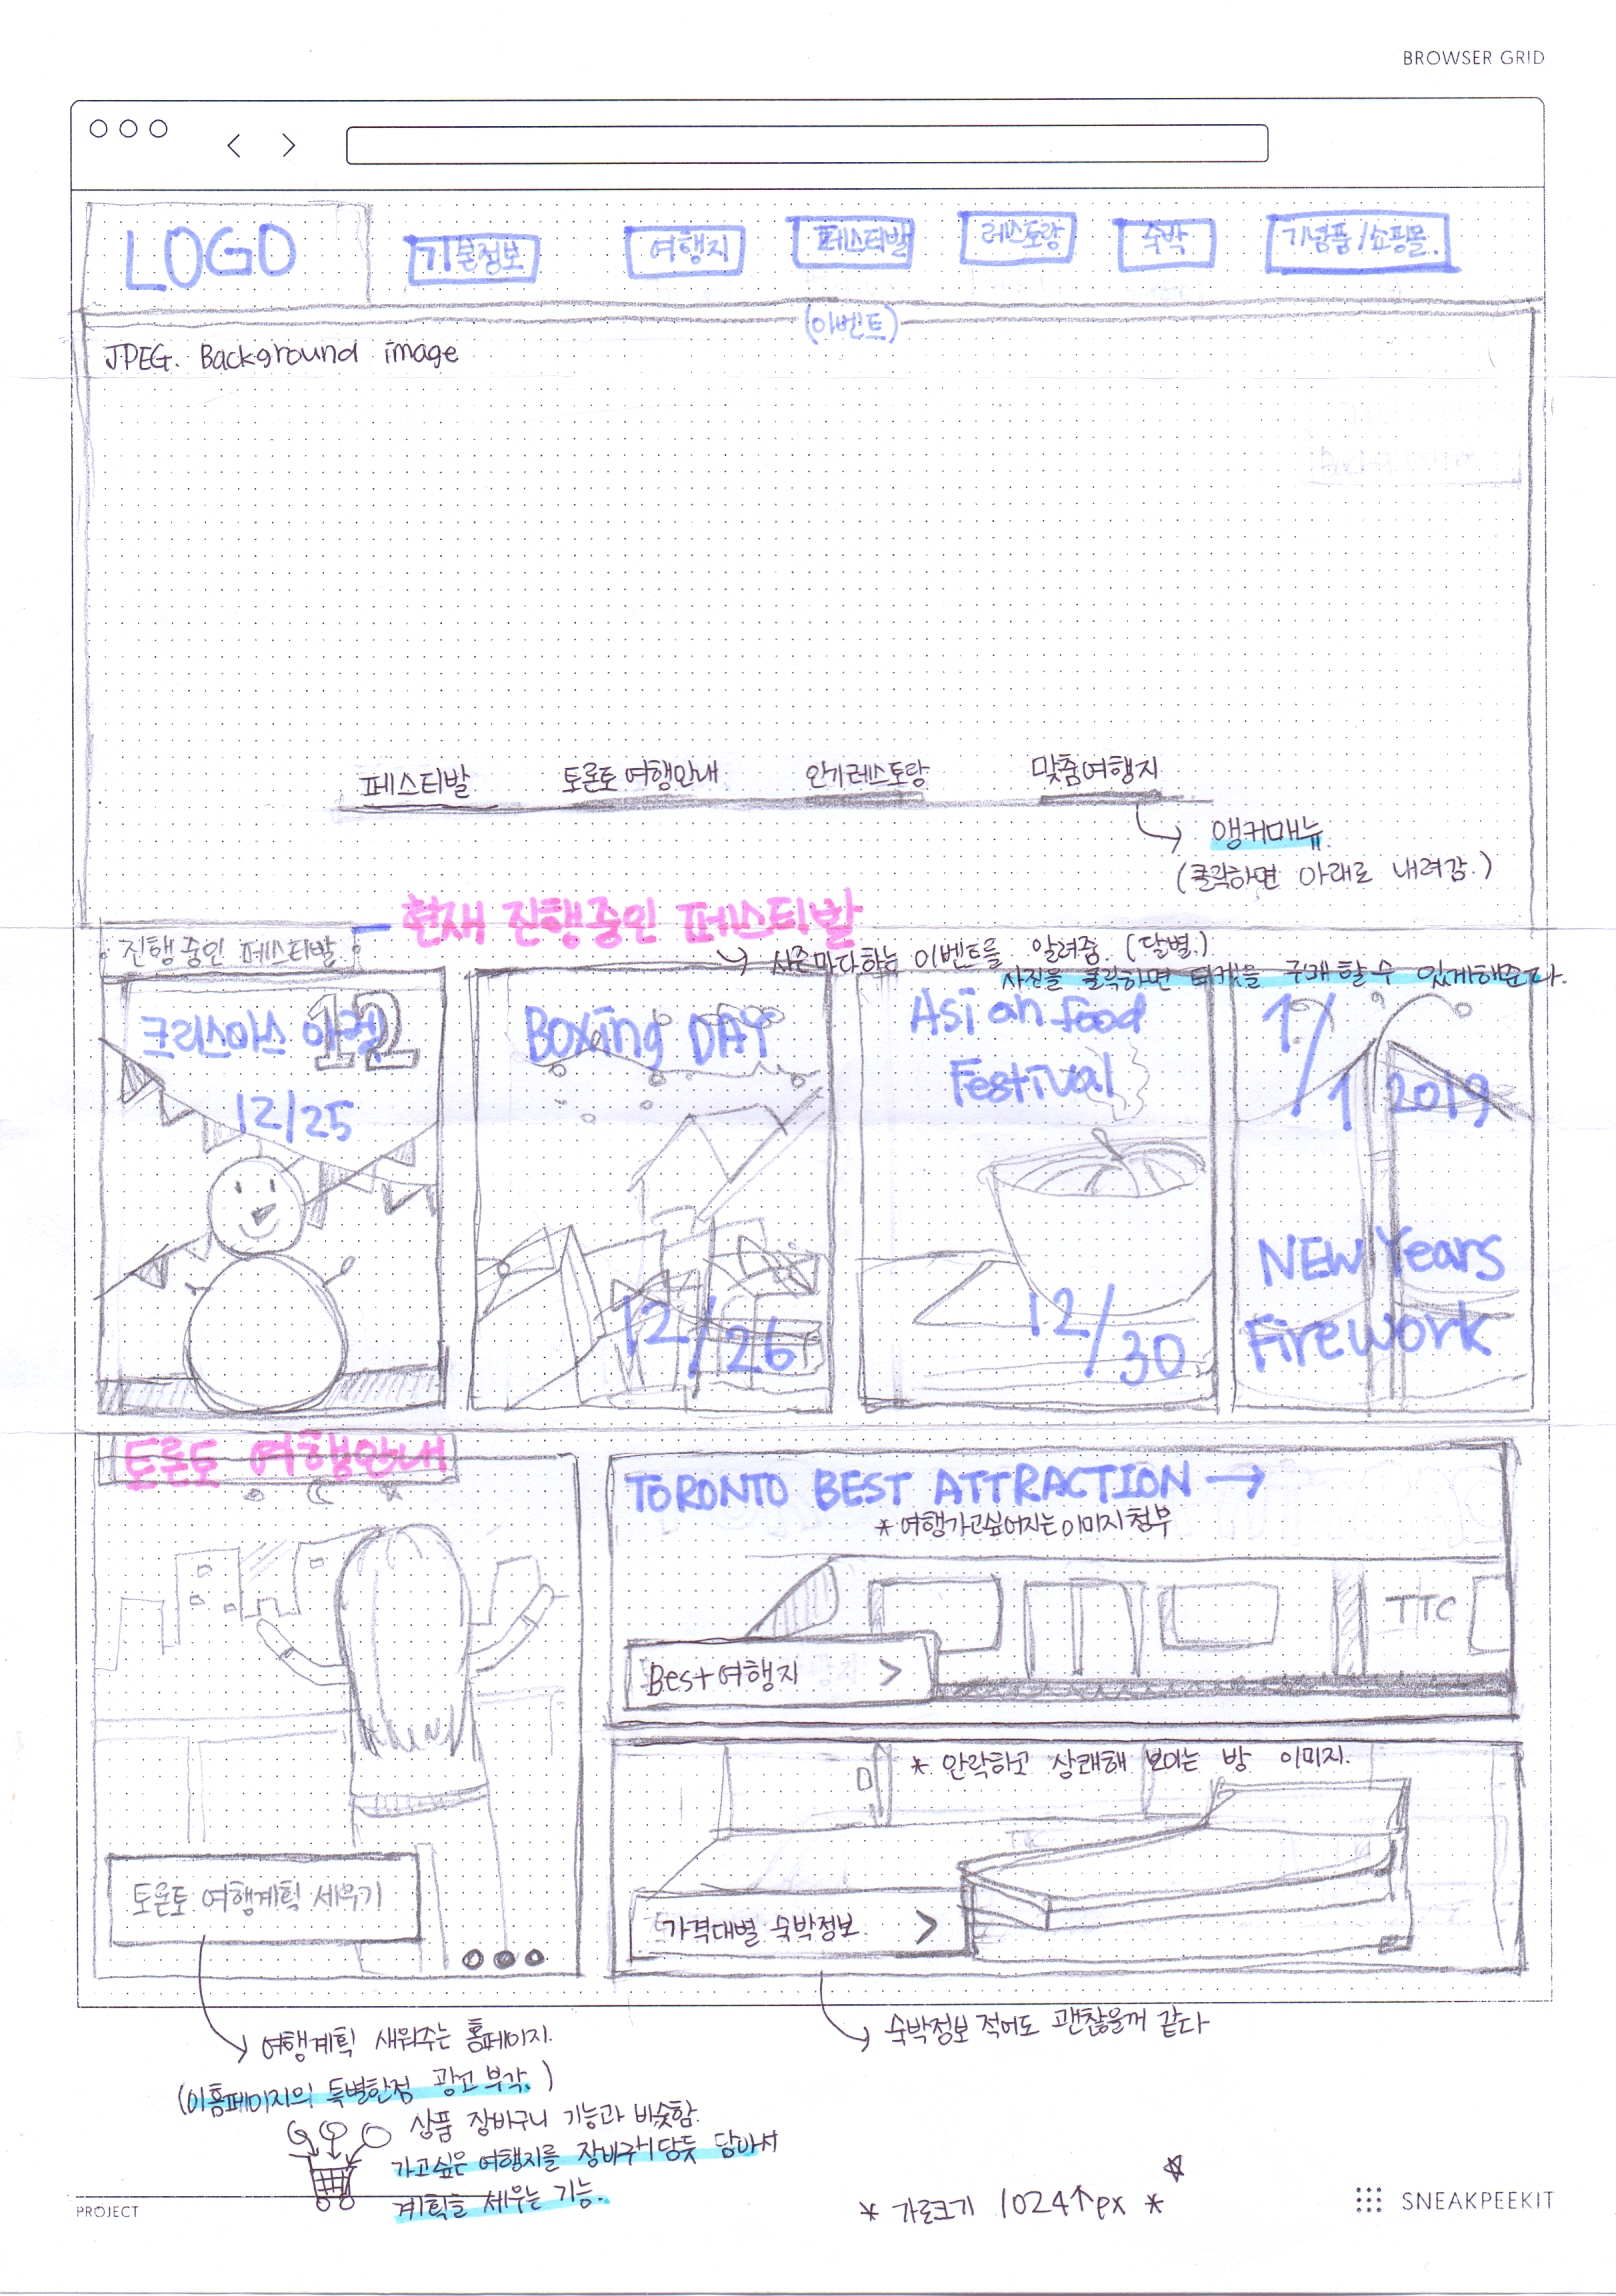 BROWSER GRID
LOGO
기본정보
여행지
페스티발
레스토랑
숙박
기념품/쇼핑몰.
(이벤트)
JPEG. Background image
페스티발
토론토 여행안내
인기레스토랑
맞춤여행지
앵커메뉴
(클릭하면 아래로 내려감.)
현재 진행중인 페스티발
진행중인 페스티발
시즌마다하는 이벤트를 알려줌. (달별.)
사진을 클릭하면 티켓을 구매 할 수 있게해준다.
크리스마스
12
12/25
Boxing DAY
12/26
Asian food
Festival
12/30
1/1 2019
NEW Years
Firework
토론토 여행안내
토론토 여행계획 세우기
TORONTO BEST ATTRACTION →
* 여행가고싶어지는이미지첨부
TTC
Best여행지 >
* 안락하고 상쾌해 보이는 방 이미지.
가격대별 숙박정보 >
여행계획 새워주는 홈페이지.
(이홈페이지의 특별한점 광고 부각.)
상품 장바구니 기능과 비슷함.
가고싶은 여행지를 장바구니담듯 담아서
계획을 세우는 기능.
숙박정보 적어도 괜찮을꺼 같다
* 가로크기 1024↑px *
PROJECT
SNEAKPEEKIT